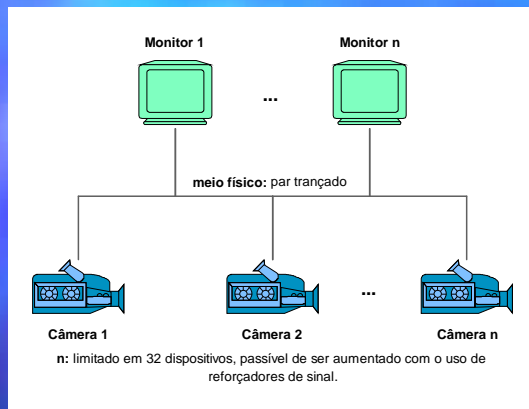 Monitor 1
Monitor n
...
meio físico: par trançado
...
Câmera 1
Câmera 2
Câmera n
n: limitado em 32 dispositivos, passível de ser aumentado com o uso de
reforçadores de sinal.